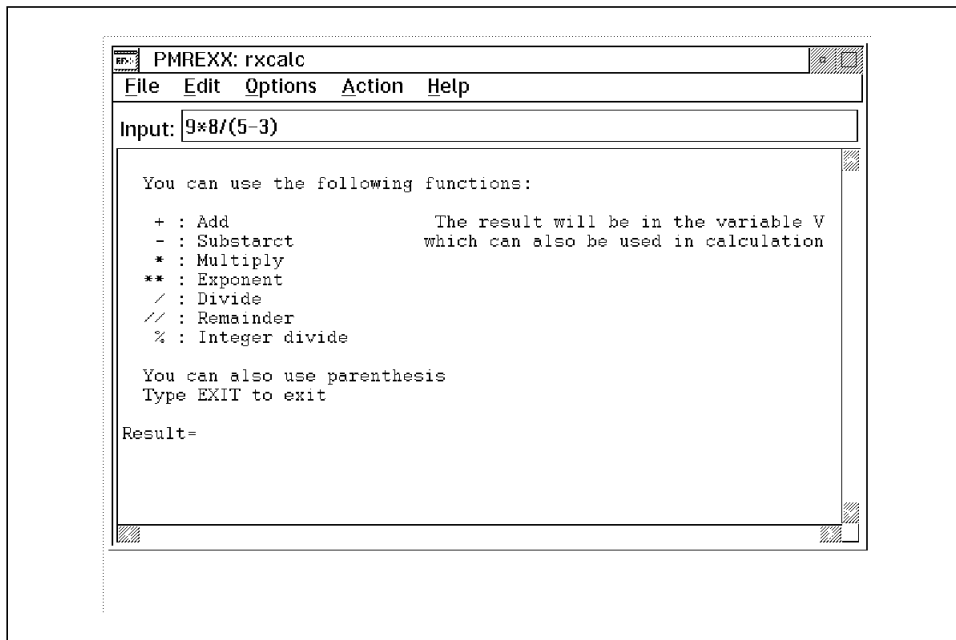 PMREXX: rxcalc
File Edit Options Action Help
Input: 9*8/(5-3)
You can use the following functions:
+ : Add The result will be in the variable V
- : Substarct which can also be used in calculation
* : Multiply
** : Exponent
/ : Divide
// : Remainder
% : Integer divide
You can also use parenthesis
Type EXIT to exit
Result=